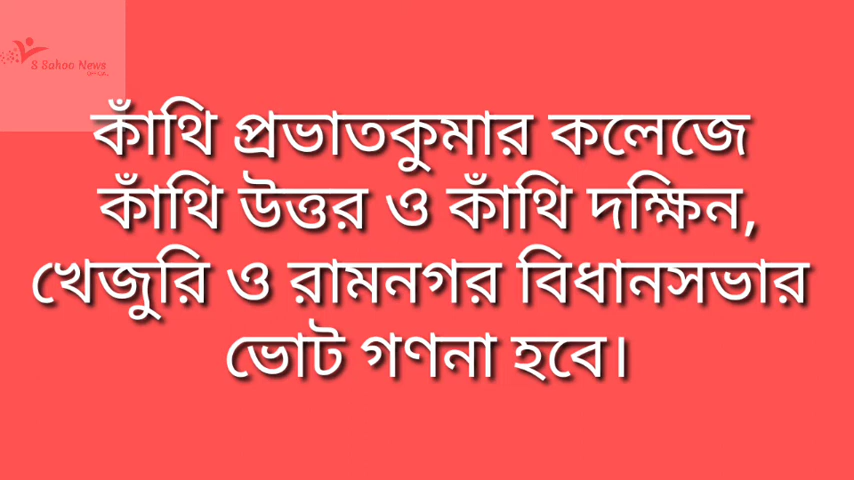 S Sahoo News
কাঁথি প্রভাতকুমার কলেজে
কাঁথি উত্তর ও কাঁথি দক্ষিন,
খেজুরি ও রামনগর বিধানসভার
ভোট গণনা হবে।